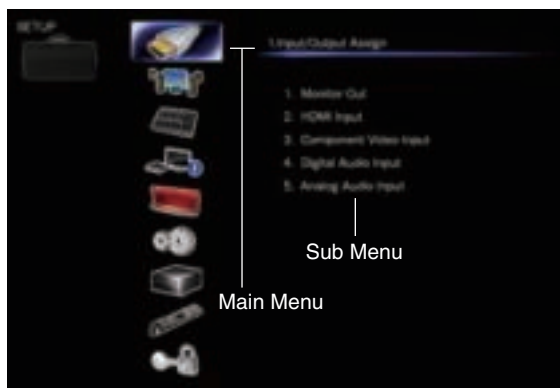 SETUP
1.Input/Output Assign
1. Monitor Out
2. HDMI Input
3. Component Video Input
4. Digital Audio Input
5. Analog Audio Input
Sub Menu
Main Menu